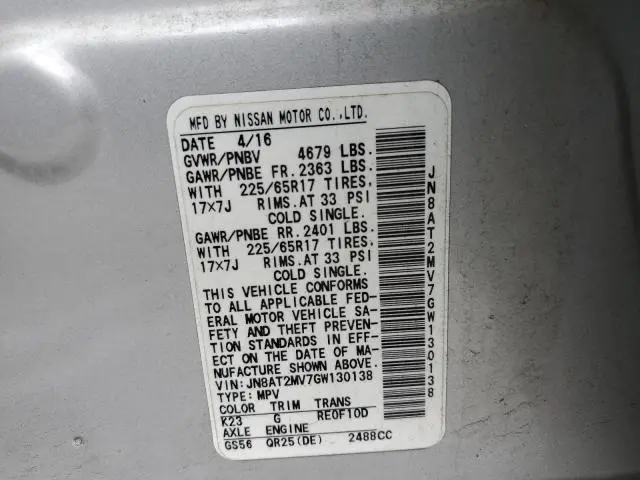 MFD BY NISSAN MOTOR CO.,LTD.
DATE 4/16
GVWR/PNBV 4679 LBS.
GAWR/PNBE FR. 2363 LBS.
WITH 225/65R17 TIRES,
17×7J RIMS.AT 33 PSI
COLD SINGLE.
GAWR/PNBE RR. 2401 LBS.
WITH 225/65R17 TIRES,
17×7J RIMS.AT 33 PSI
COLD SINGLE.
THIS VEHICLE CONFORMS
TO ALL APPLICABLE FED-
ERAL MOTOR VEHICLE SA-
FETY AND THEFT PREVEN-
TION STANDARDS IN EFF-
ECT ON THE DATE OF MA-
NUFACTURE SHOWN ABOVE.
VIN: JN8AT2MV7GW130138
TYPE: MPV
COLOR TRIM TRANS
K23 G RE0F10D
AXLE ENGINE
GS56 QR25(DE) 2488CC
JN8AT2MV7GW130138